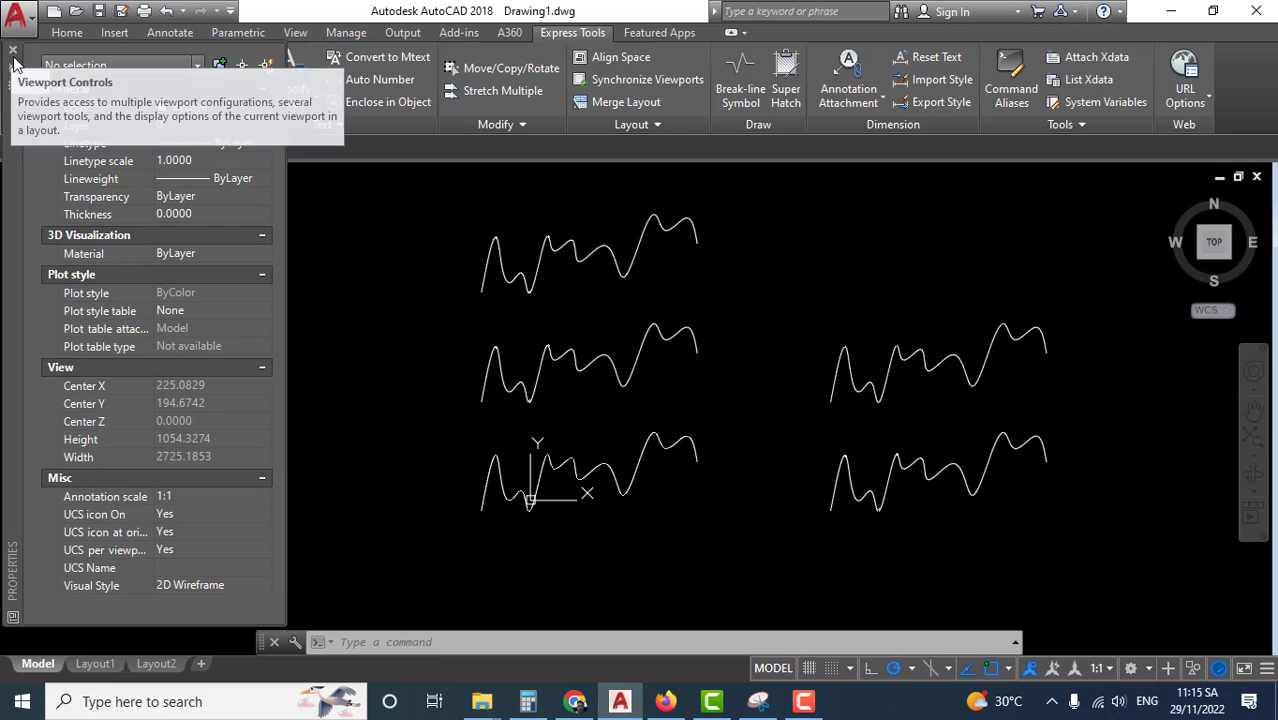 Autodesk AutoCAD 2018 Drawing1.dwg
Type a keyword or phrase
Sign In
Home
Insert
Annotate
Parametric
View
Manage
Output
Add-ins
A360
Express Tools
Featured Apps
Convert to Mtext
Auto Number
Enclose in Object
Text
Move/Copy/Rotate
Stretch Multiple
Modify
Align Space
Synchronize Viewports
Merge Layout
Layout
Break-line
Symbol
Super
Hatch
Draw
Annotation
Attachment
Reset Text
Import Style
Export Style
Dimension
Command
Aliases
Attach Xdata
List Xdata
System Variables
Tools
URL
Options
Web
No selection
Viewport Controls
Provides access to multiple viewport configurations, several
viewport tools, and the display options of the current viewport in
a layout.
General
Layer 0
Linetype ByLayer
Linetype scale 1.0000
Lineweight ByLayer
Transparency ByLayer
Thickness 0.0000
3D Visualization
Material ByLayer
Plot style
Plot style ByColor
Plot style table None
Plot table attac... Model
Plot table type Not available
View
Center X 225.0829
Center Y 194.6742
Center Z 0.0000
Height 1054.3274
Width 2725.1853
Misc
Annotation scale 1:1
UCS icon On Yes
UCS icon at ori... Yes
UCS per viewp... Yes
UCS Name
Visual Style 2D Wireframe
PROPERTIES
N
W TOP E
S
WCS
Y
X
Type a command
Model
Layout1
Layout2
MODEL
1:1
Type here to search
30°C
ENG
11:15 SA
29/11/2022